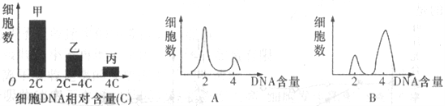 细胞数
甲
乙
丙
O
2C 2C-4C 4C
细胞DNA相对含量(C)
细胞数
2 4 DNA含量
A
细胞数
2 4 DNA含量
B